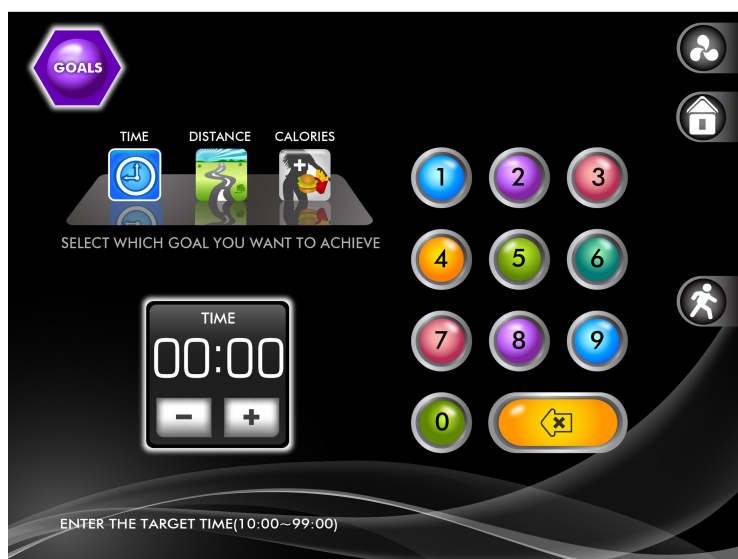 GOALS
TIME DISTANCE CALORIES
SELECT WHICH GOAL YOU WANT TO ACHIEVE
1 2 3
4 5 6
7 8 9
0
TIME
00:00
- +
ENTER THE TARGET TIME(10:00~99:00)